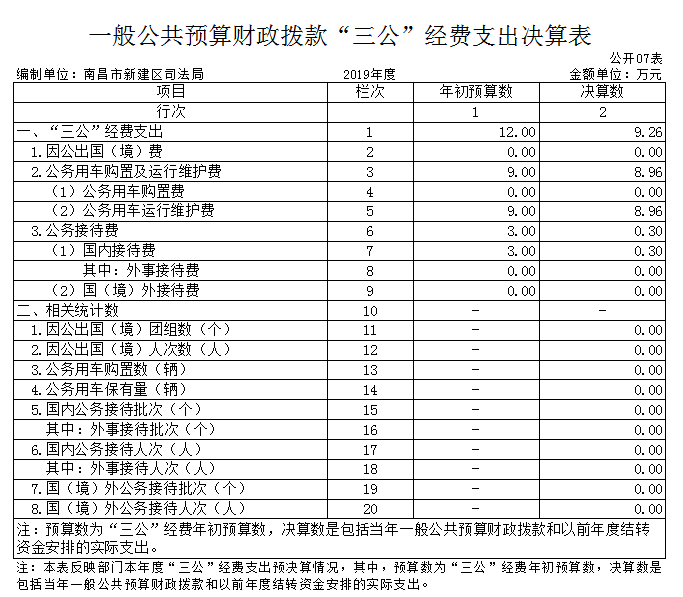 一般公共预算财政拨款“三公”经费支出决算表
公开07表
编制单位：南昌市新建区司法局 2019年度 金额单位：万元
项目 栏次 年初预算数 决算数
行次 1 2
一、“三公”经费支出 1 12.00 9.26
1.因公出国（境）费 2 0.00 0.00
2.公务用车购置及运行维护费 3 9.00 8.96
（1）公务用车购置费 4 0.00 0.00
（2）公务用车运行维护费 5 9.00 8.96
3.公务接待费 6 3.00 0.30
（1）国内接待费 7 3.00 0.30
其中：外事接待费 8 0.00 0.00
（2）国（境）外接待费 9 0.00 0.00
二、相关统计数 10 － －
1.因公出国（境）团组数（个） 11 － 0.00
2.因公出国（境）人次数（人） 12 － 0.00
3.公务用车购置数（辆） 13 － 0.00
4.公务用车保有量（辆） 14 － 0.00
5.国内公务接待批次（个） 15 － 0.00
其中：外事接待批次（个） 16 － 0.00
6.国内公务接待人次（人） 17 － 0.00
其中：外事接待人次（人） 18 － 0.00
7.国（境）外公务接待批次（个） 19 － 0.00
8.国（境）外公务接待人次（人） 20 － 0.00
注：预算数为“三公”经费年初预算数，决算数是包括当年一般公共预算财政拨款和以前年度结转
资金安排的实际支出。
注：本表反映部门本年度“三公”经费支出预决算情况，其中，预算数为“三公”经费年初预算数，决算数是
包括当年一般公共预算财政拨款和以前年度结转资金安排的实际支出。